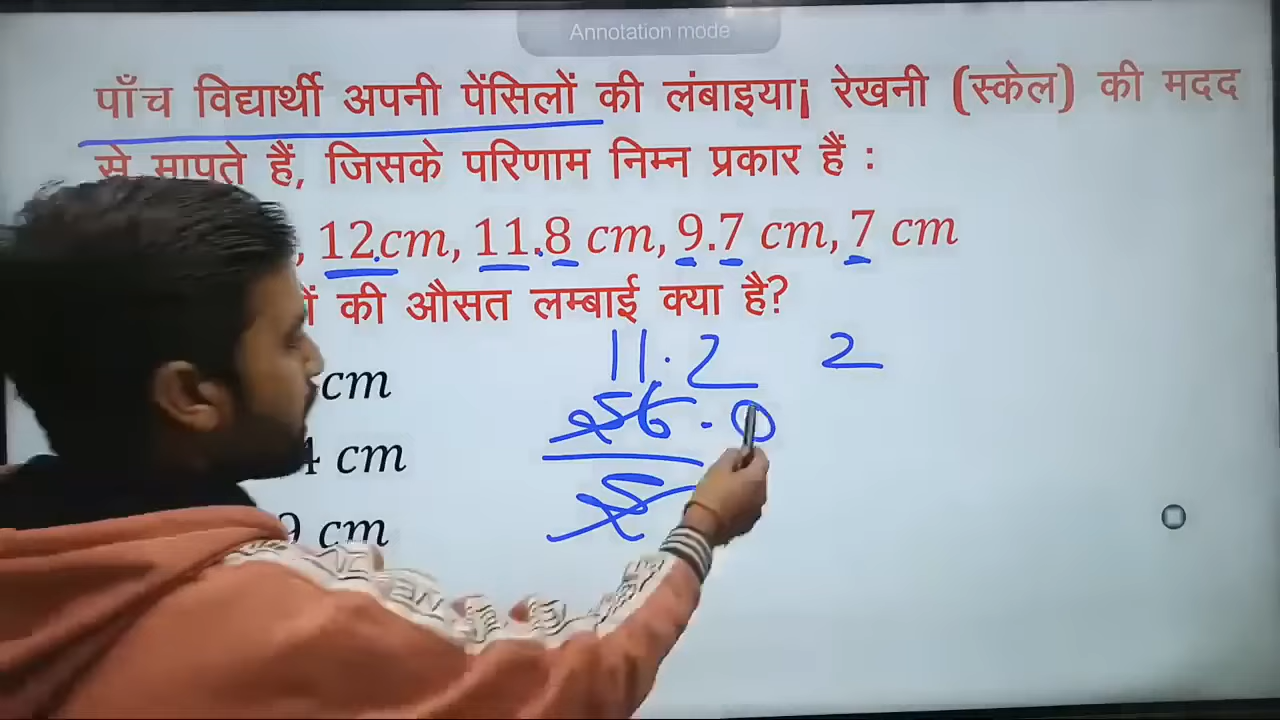 Annotation mode
पाँच विद्यार्थी अपनी पेंसिलों की लंबाइया¡ रेखनी (स्केल) की मदद
से मापते हैं, जिसके परिणाम निम्न प्रकार हैं :
, 12cm, 11.8 cm, 9.7 cm, 7 cm
की औसत लम्बाई क्या है?
11.2 2
cm
56.0
4 cm
5
9 cm